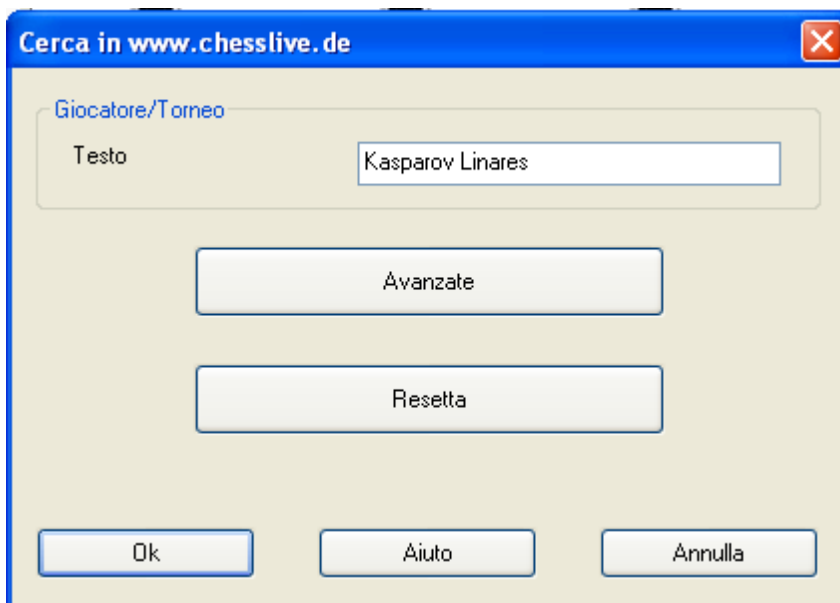 Cerca in www.chesslive.de
Giocatore/Torneo
Testo Kasparov Linares
Avanzate
Resetta
Ok Aiuto Annulla